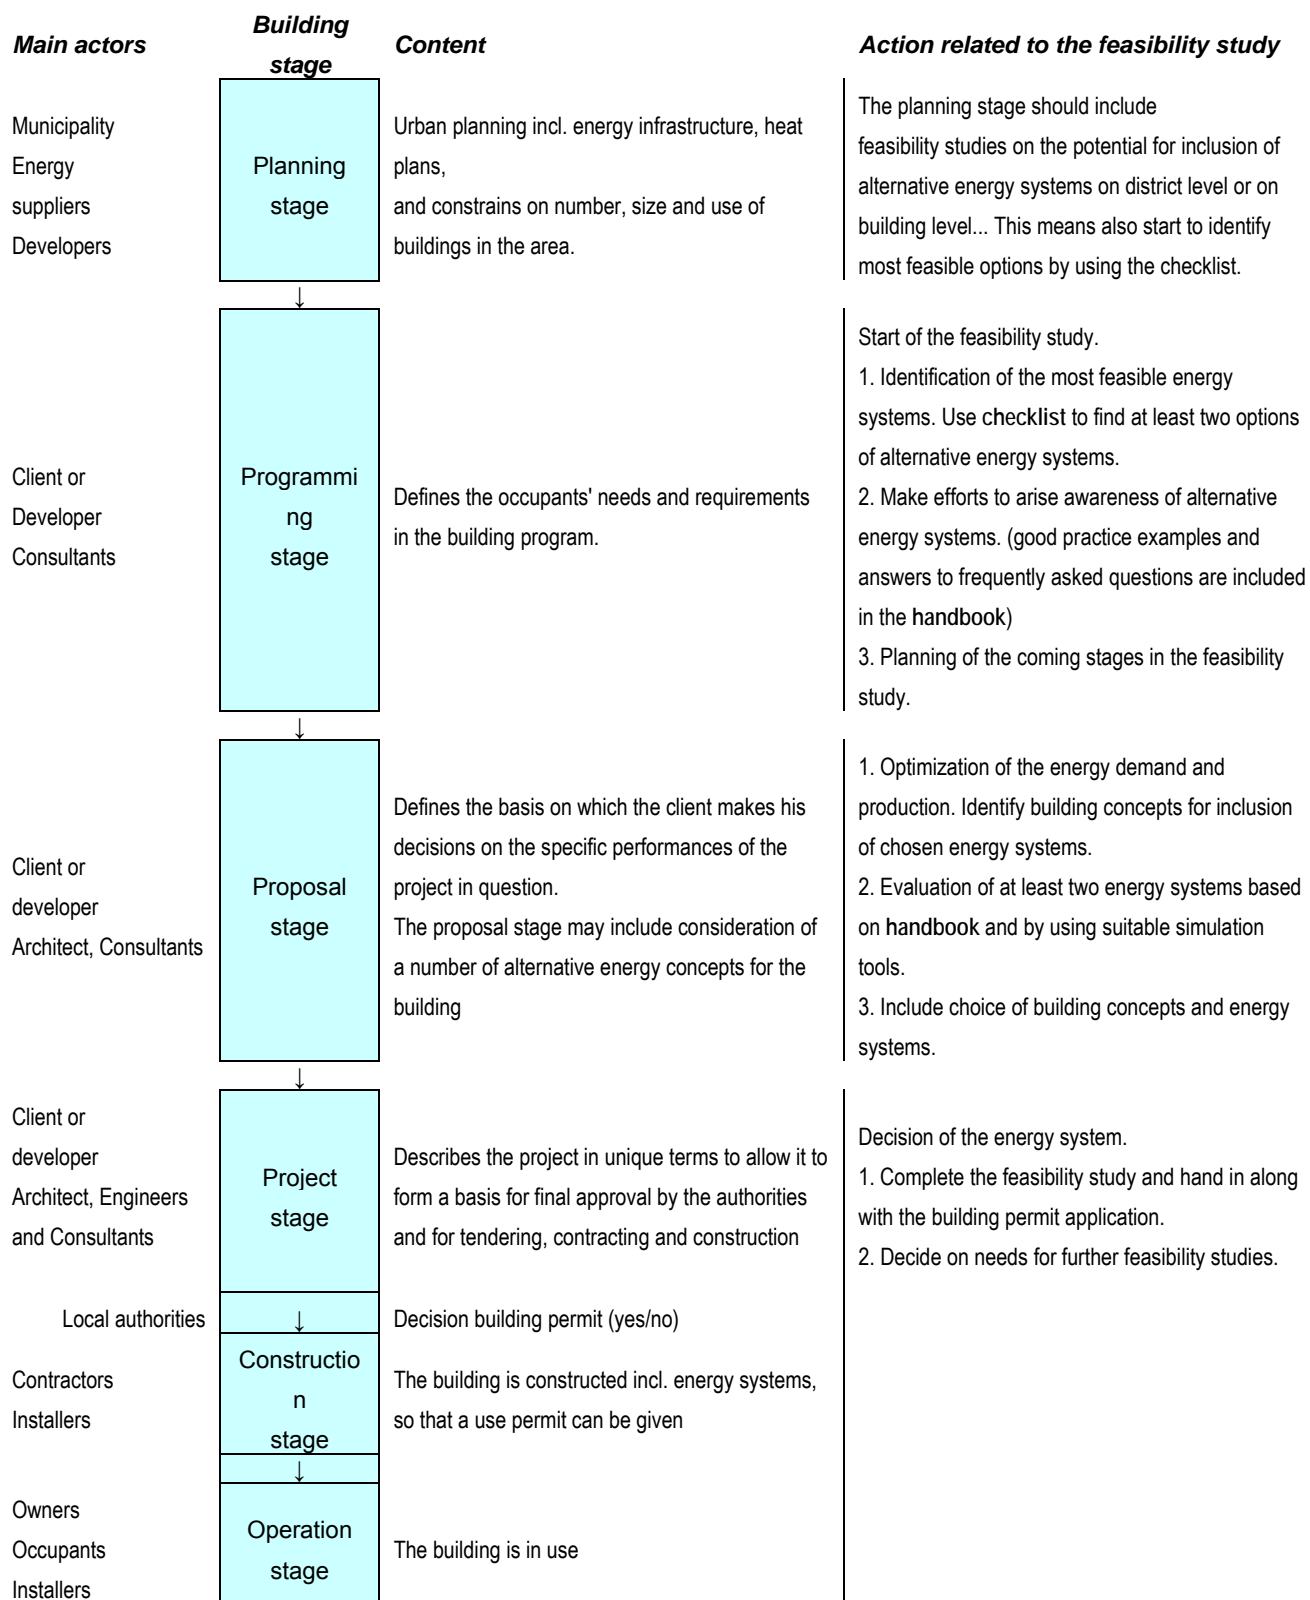 Main actors
Building
stage
Content
Action related to the feasibility study
Municipality
Energy
suppliers
Developers
Planning
stage
Urban planning incl. energy infrastructure, heat
plans,
and constrains on number, size and use of
buildings in the area.
The planning stage should include
feasibility studies on the potential for inclusion of
alternative energy systems on district level or on
building level... This means also start to identify
most feasible options by using the checklist.
↓
Client or
Developer
Consultants
Programmi
ng
stage
Defines the occupants' needs and requirements
in the building program.
Start of the feasibility study.
1. Identification of the most feasible energy
systems. Use checklist to find at least two options
of alternative energy systems.
2. Make efforts to arise awareness of alternative
energy systems. (good practice examples and
answers to frequently asked questions are included
in the handbook)
3. Planning of the coming stages in the feasibility
study.
↓
Client or
developer
Architect, Consultants
Proposal
stage
Defines the basis on which the client makes his
decisions on the specific performances of the
project in question.
The proposal stage may include consideration of
a number of alternative energy concepts for the
building
1. Optimization of the energy demand and
production. Identify building concepts for inclusion
of chosen energy systems.
2. Evaluation of at least two energy systems based
on handbook and by using suitable simulation
tools.
3. Include choice of building concepts and energy
systems.
↓
Client or
developer
Architect, Engineers
and Consultants
Project
stage
Describes the project in unique terms to allow it to
form a basis for final approval by the authorities
and for tendering, contracting and construction
Decision of the energy system.
1. Complete the feasibility study and hand in along
with the building permit application.
2. Decide on needs for further feasibility studies.
Local authorities
↓
Decision building permit (yes/no)
Contractors
Installers
Constructio
n
stage
The building is constructed incl. energy systems,
so that a use permit can be given
↓
Owners
Occupants
Installers
Operation
stage
The building is in use